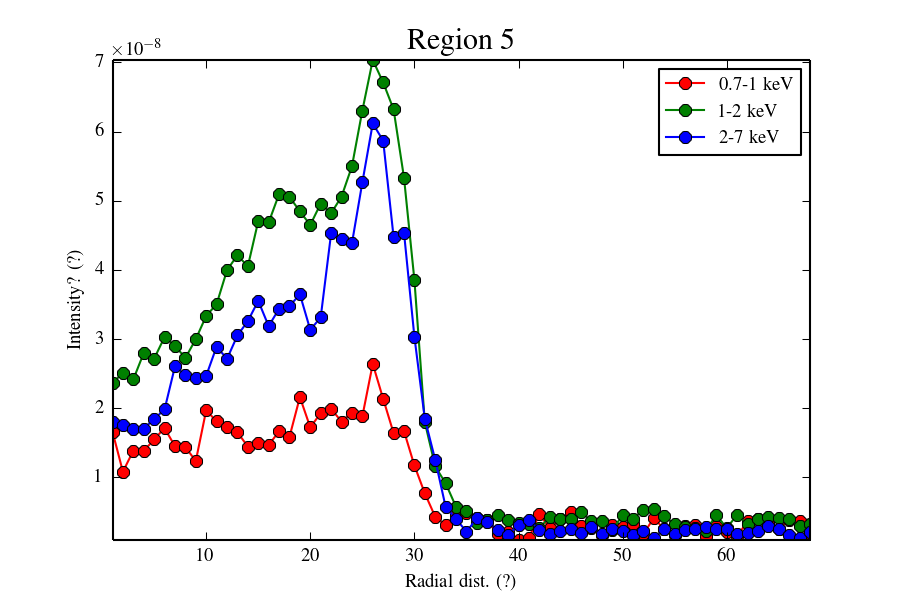 Region 5
×10⁻⁸
7
6
5
4
3
2
1
Intensity? (?)
0.7-1 keV
1-2 keV
2-7 keV
10 20 30 40 50 60
Radial dist. (?)